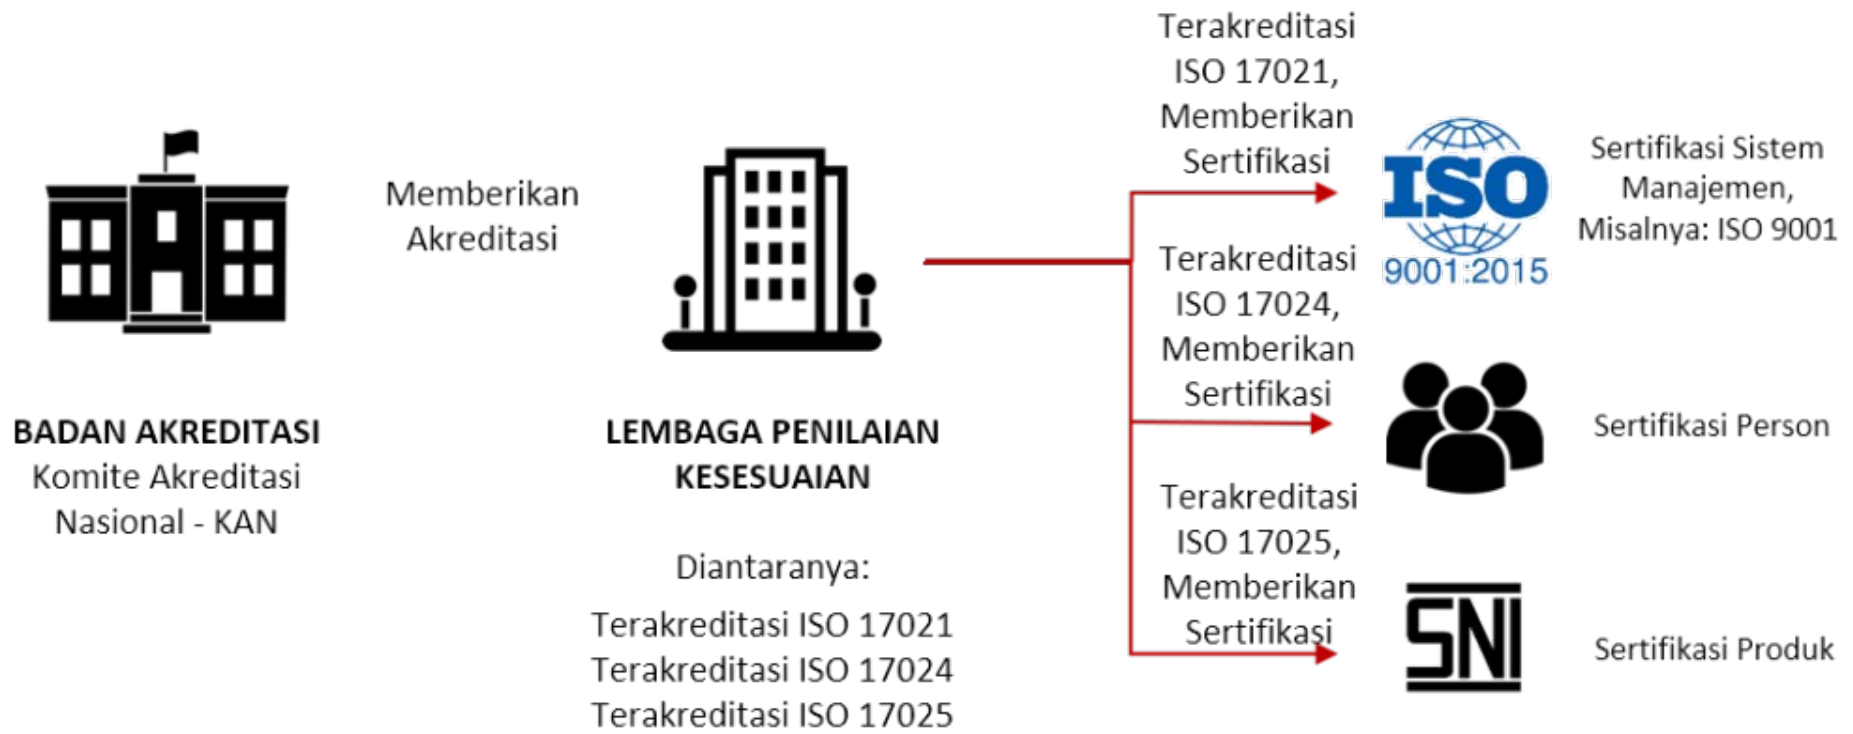 BADAN AKREDITASI
Komite Akreditasi
Nasional - KAN
Memberikan
Akreditasi
LEMBAGA PENILAIAN
KESESUAIAN
Diantaranya:
Terakreditasi ISO 17021
Terakreditasi ISO 17024
Terakreditasi ISO 17025
Terakreditasi
ISO 17021,
Memberikan
Sertifikasi
ISO
9001:2015
Sertifikasi Sistem
Manajemen,
Misalnya: ISO 9001
Terakreditasi
ISO 17024,
Memberikan
Sertifikasi
Sertifikasi Person
Terakreditasi
ISO 17025,
Memberikan
Sertifikasi
SNI
Sertifikasi Produk